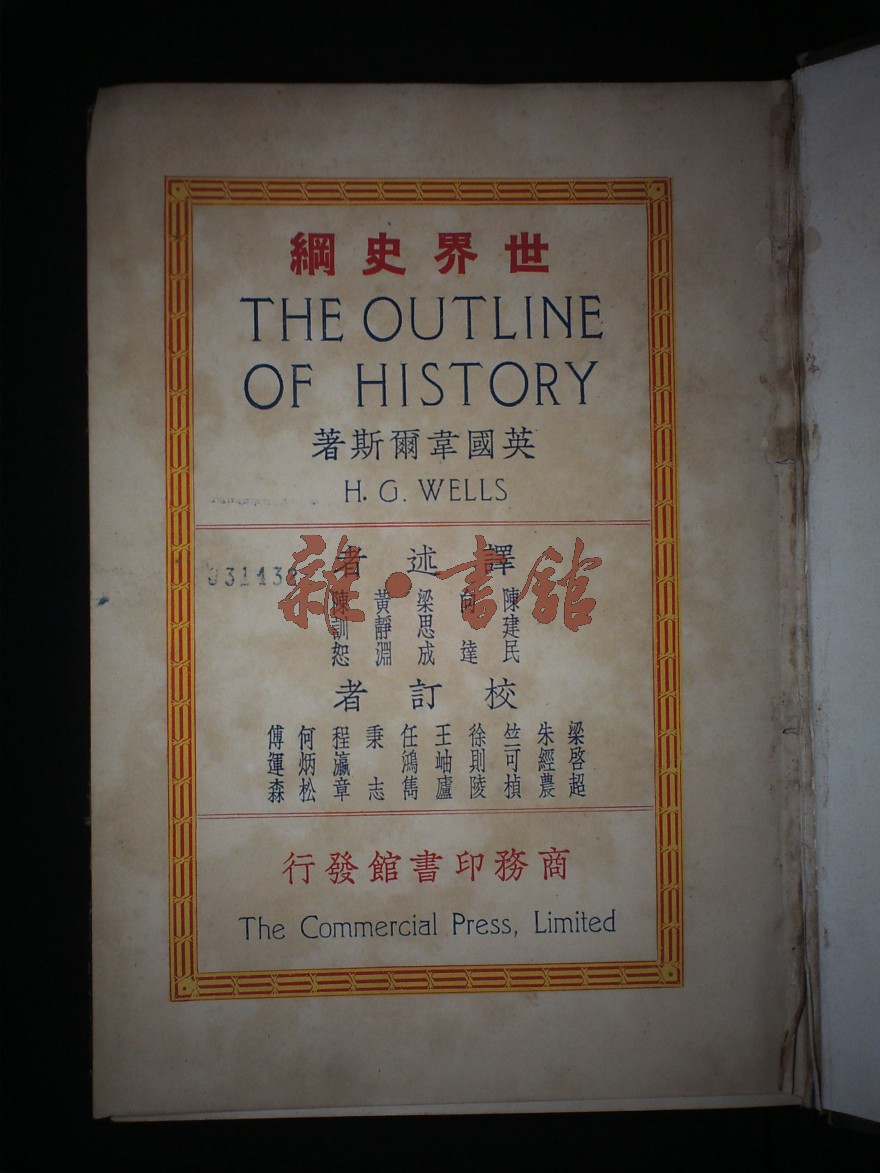 世界史綱
THE OUTLINE
OF HISTORY
英國韋爾斯著
H. G. WELLS
譯述者
陳建民
向達
梁思成
黃靜淵
陳訓恕
雜·書館
校訂者
梁啓超
朱經農
竺可楨
徐則陵
王岫廬
任鴻雋
秉志
程瀛章
何炳松
傅運森
商務印書館發行
The Commercial Press, Limited